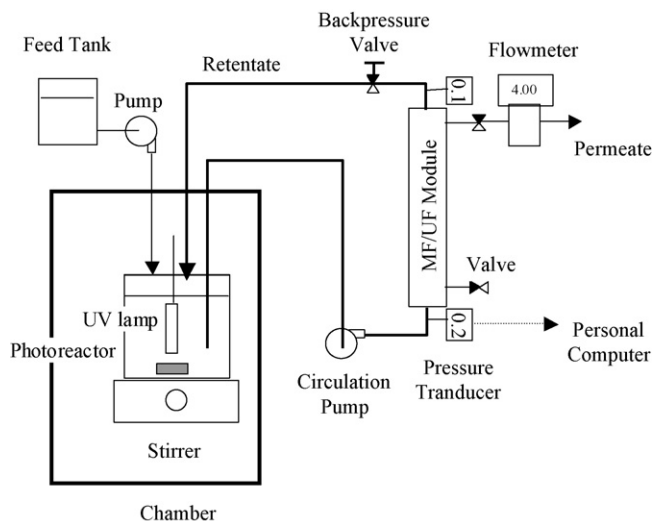 Backpressure
Valve
Feed Tank
Flowmeter
Retentate
Pump
0.1
4.00
Permeate
MF/UF Module
Valve
UV lamp
Photoreactor
0.2
Personal
Computer
Circulation
Pump
Pressure
Tranducer
Stirrer
Chamber